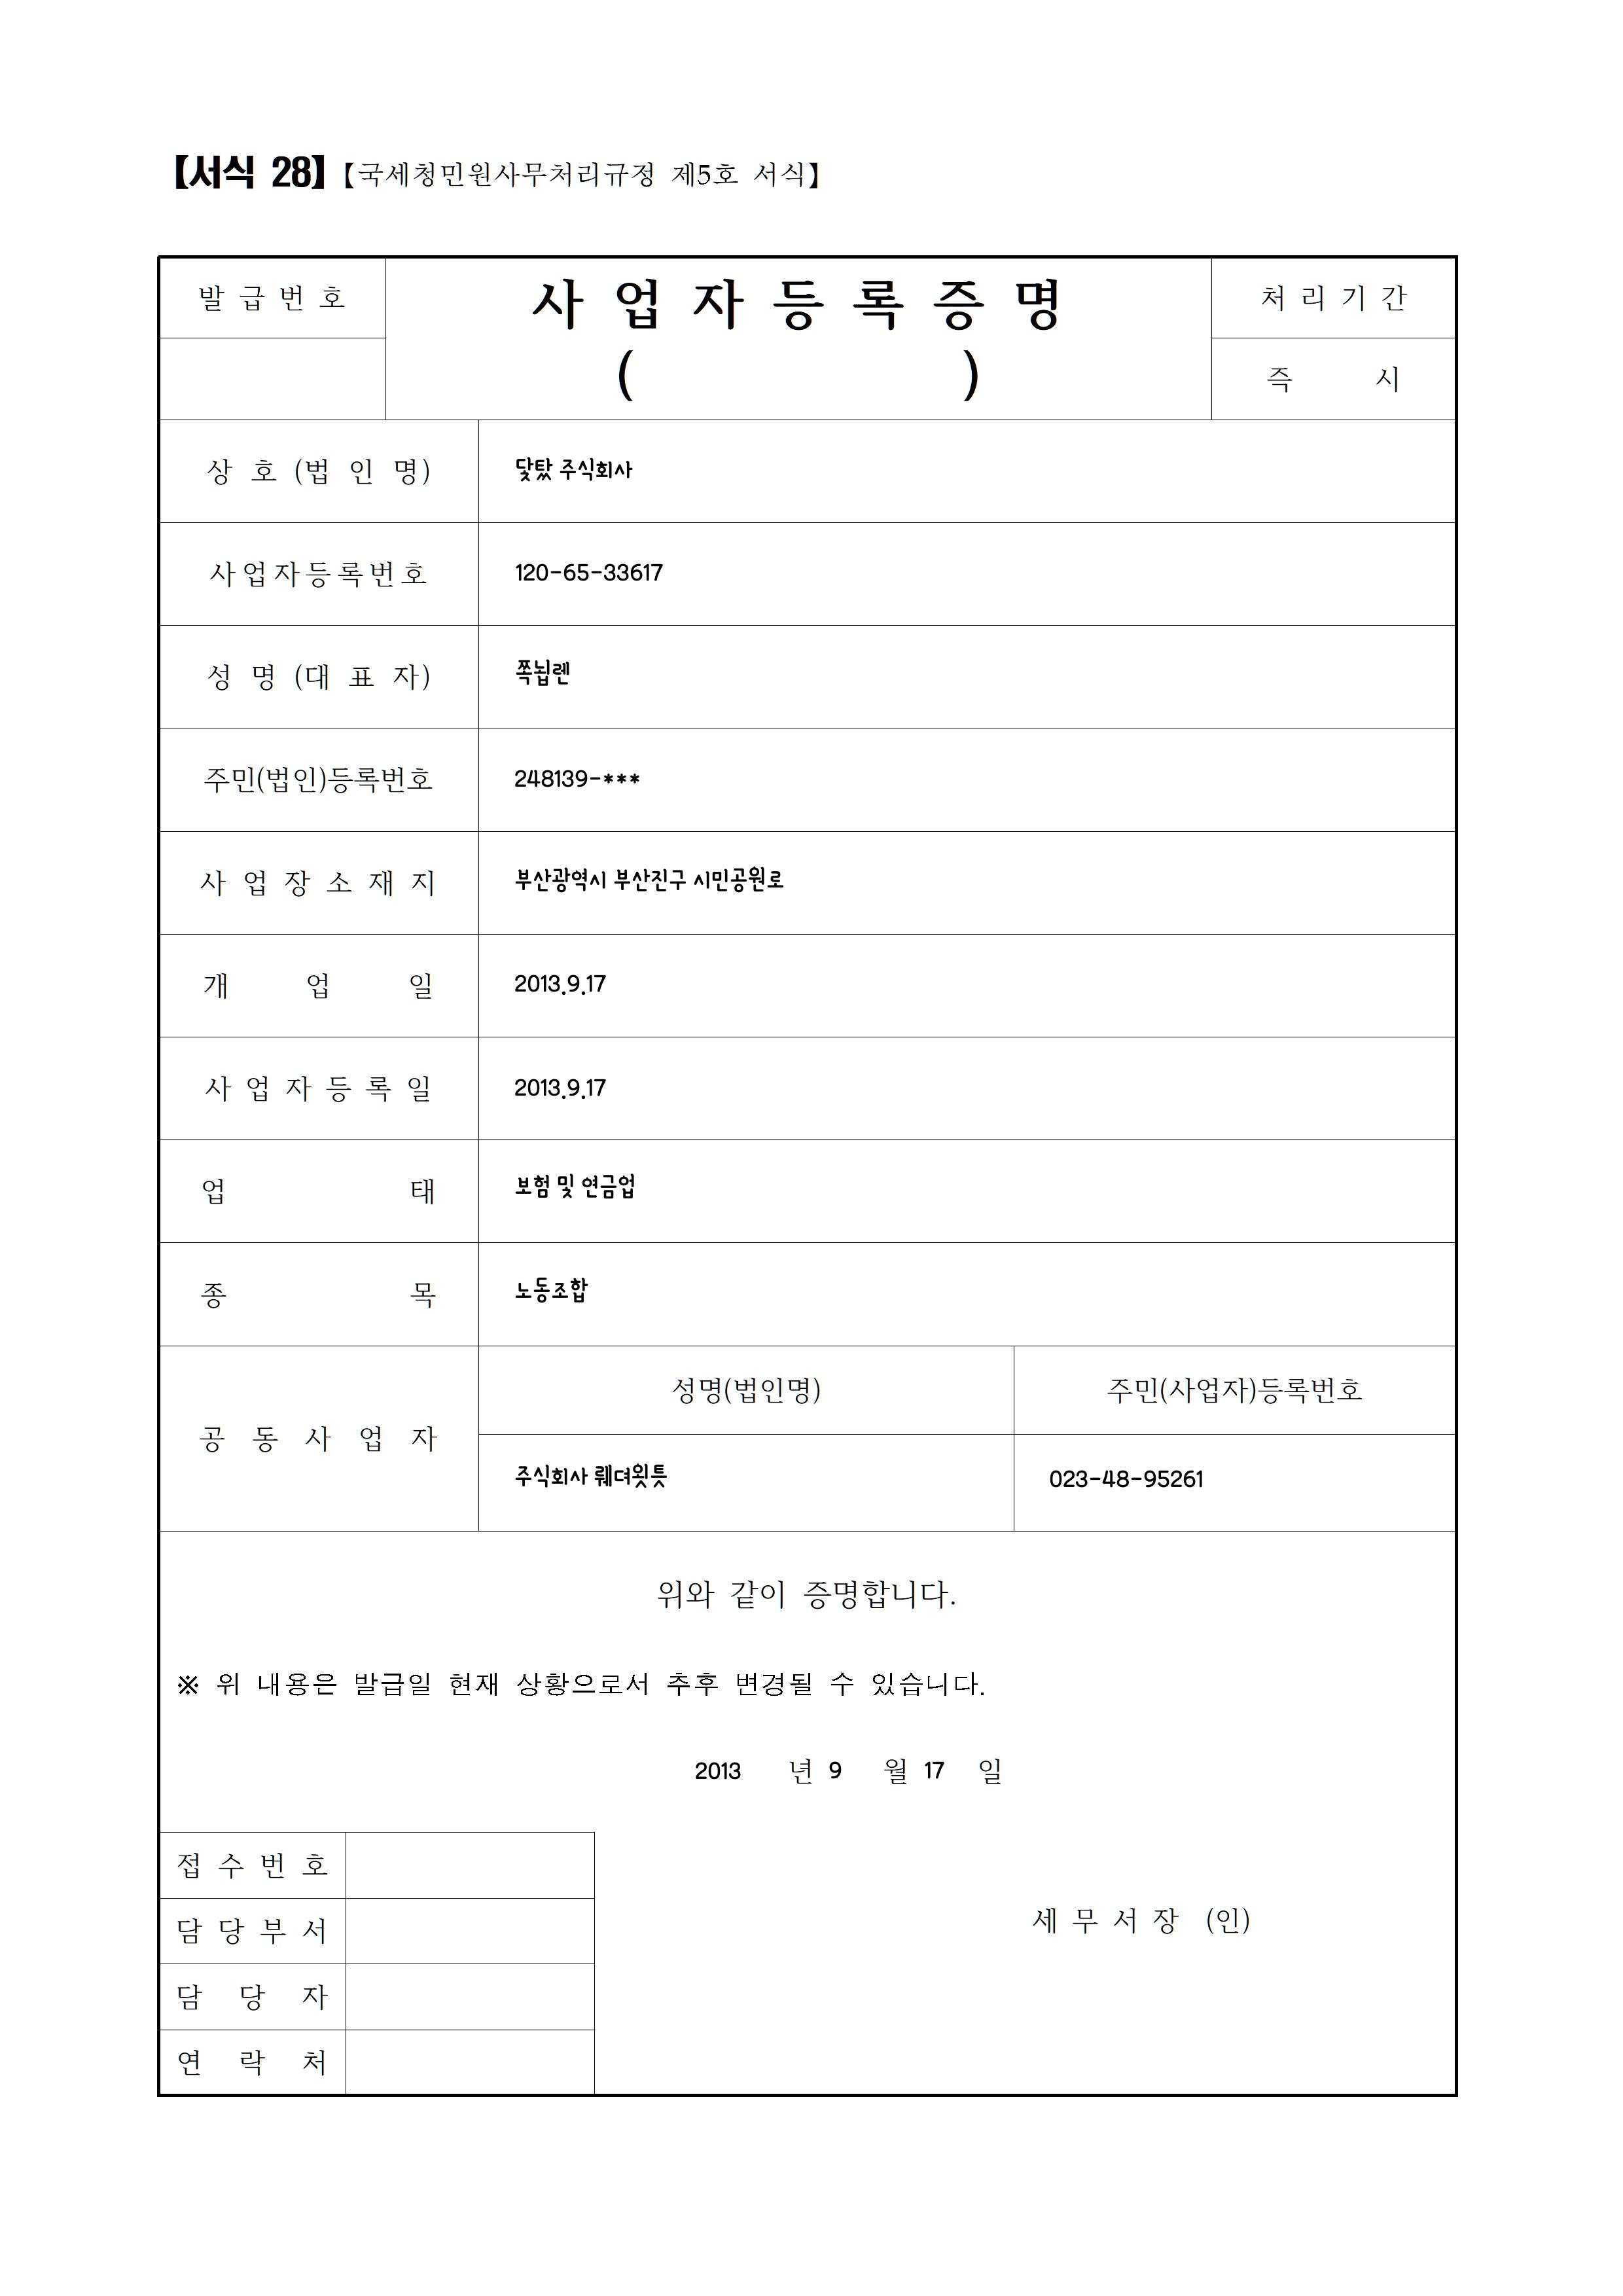 【서식 28】【국세청민원사무처리규정 제5호 서식】
발급번호
사업자등록증명
( )
처리기간
즉 시
상 호 (법 인 명) 닻탔 주식회사
사업자등록번호 120-65-33617
성 명 (대 표 자) 쪽뉩렌
주민(법인)등록번호 248139-***
사 업 장 소 재 지 부산광역시 부산진구 시민공원로
개 업 일 2013.9.17
사 업 자 등 록 일 2013.9.17
업 태 보험 및 연금업
종 목 노동조합
공 동 사 업 자
성명(법인명) 주민(사업자)등록번호
주식회사 뤠뎌윗틋 023-48-95261
위와 같이 증명합니다.
※ 위 내용은 발급일 현재 상황으로서 추후 변경될 수 있습니다.
2013 년 9 월 17 일
접 수 번 호
담 당 부 서
세 무 서 장 (인)
담 당 자
연 락 처